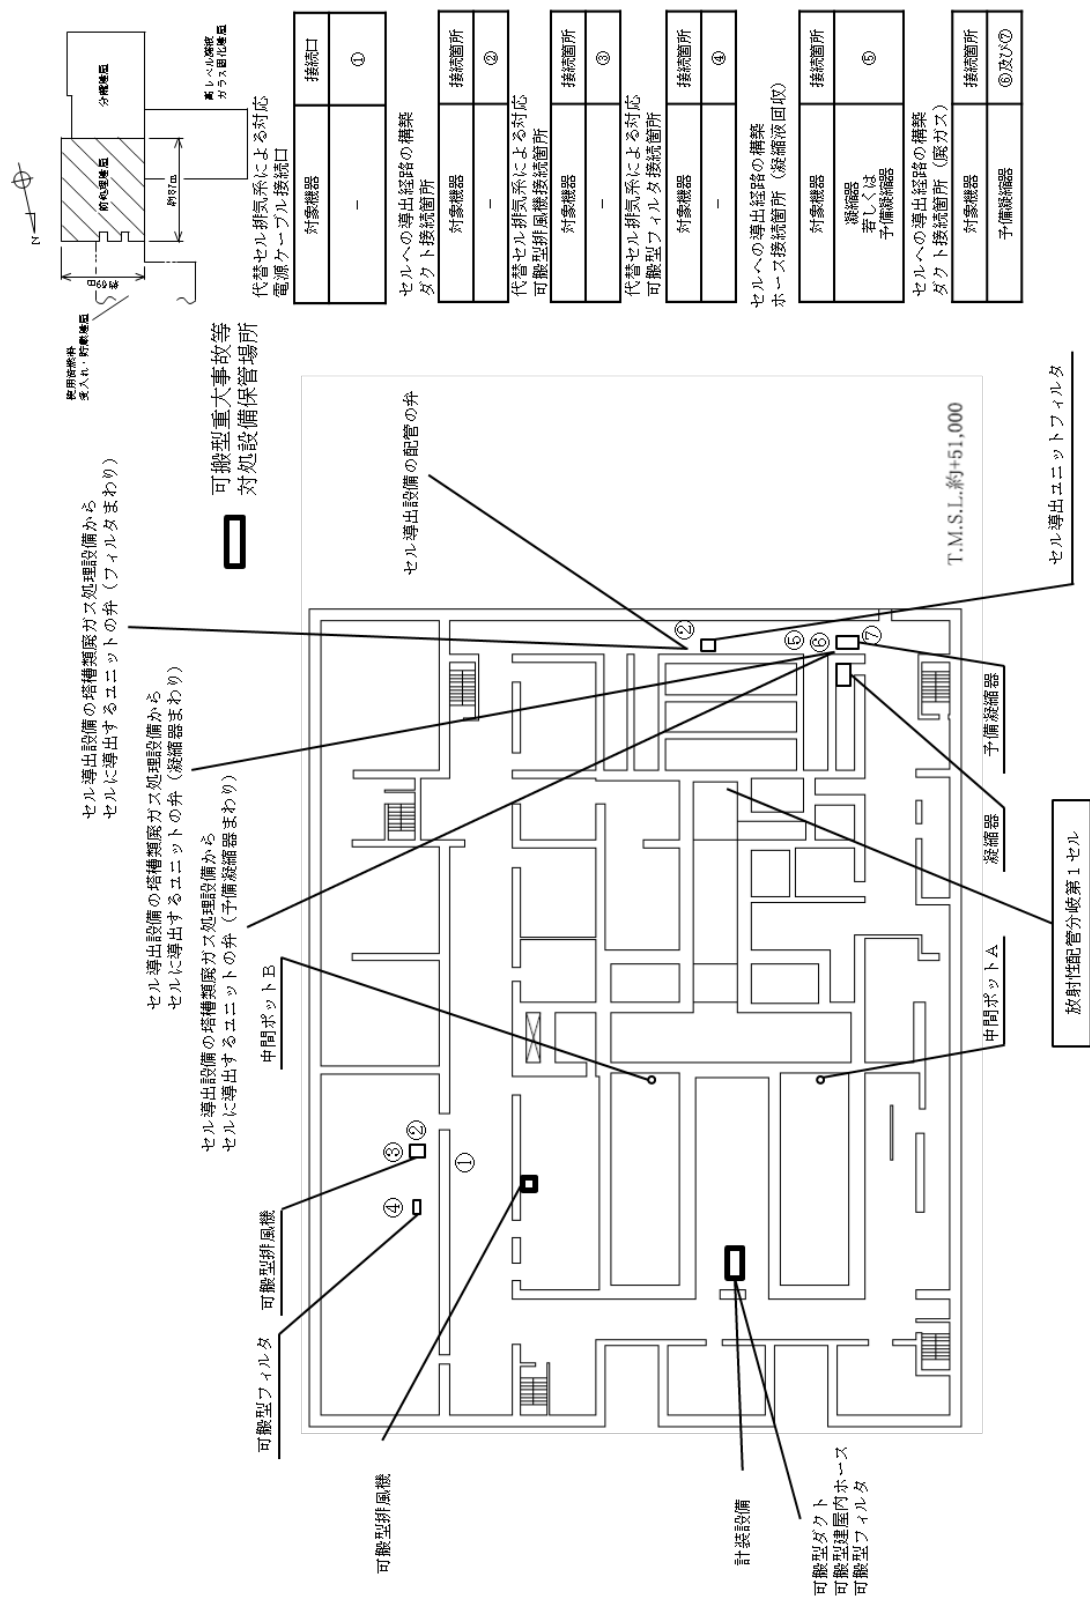 N
前処理建屋
分離建屋
高レベル廃液
ガラス固化建屋
使用済燃料
受入れ・貯蔵建屋
約87m
約69m
可搬型重大事故等
対処設備保管場所
代替セル排気系による対応
電源ケーブル接続口
対象機器
接続口
－
①
セルへの導出経路の構築
ダクト接続箇所
対象機器
接続箇所
－
②
代替セル排気系による対応
可搬型排風機接続箇所
対象機器
接続箇所
－
③
代替セル排気系による対応
可搬型フィルタ接続箇所
対象機器
接続箇所
－
④
セルへの導出経路の構築
ホース接続箇所（凝縮液回収）
対象機器
接続箇所
凝縮器
若しくは
予備凝縮器
⑤
セルへの導出経路の構築
ダクト接続箇所（廃ガス）
対象機器
接続箇所
予備凝縮器
⑥及び⑦
セル導出設備の塔槽類廃ガス処理設備から
セルに導出するユニットの弁（フィルタまわり）
セル導出設備の塔槽類廃ガス処理設備から
セルに導出するユニットの弁（凝縮器まわり）
セル導出設備の塔槽類廃ガス処理設備から
セルに導出するユニットの弁（予備凝縮器まわり）
中間ポットB
可搬型排風機
可搬型フィルタ
可搬型排風機
計装設備
可搬型ダクト
可搬型建屋内ホース
可搬型フィルタ
セル導出設備の配管の弁
T.M.S.L.約+51,000
セル導出ユニットフィルタ
予備凝縮器
凝縮器
放射性配管分岐第１セル
中間ポットA
①
②
③
④
②
⑤
⑥
⑦